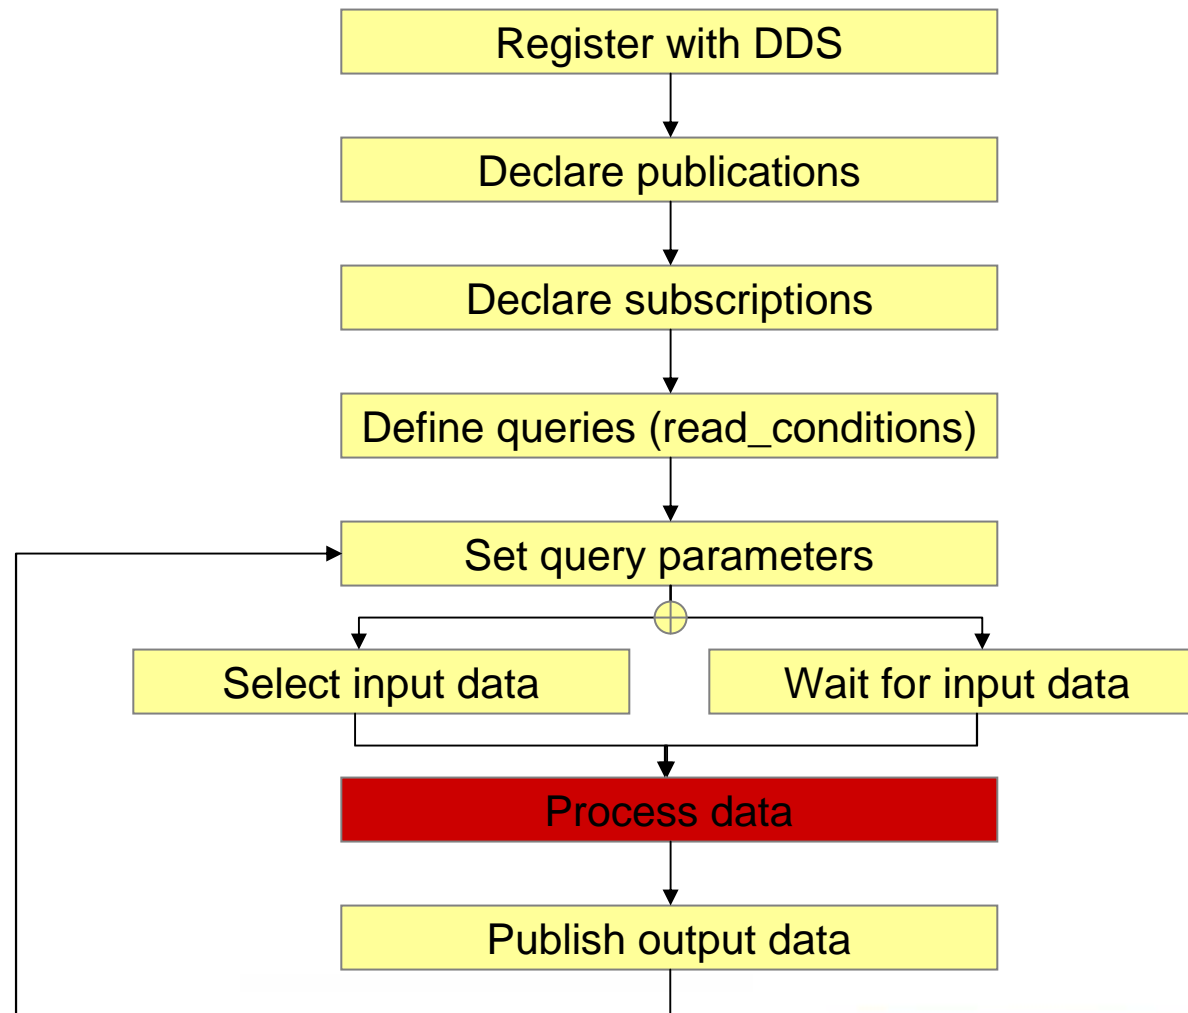 Register with DDS
Declare publications
Declare subscriptions
Define queries (read_conditions)
Set query parameters
Select input data
Wait for input data
Process data
Publish output data